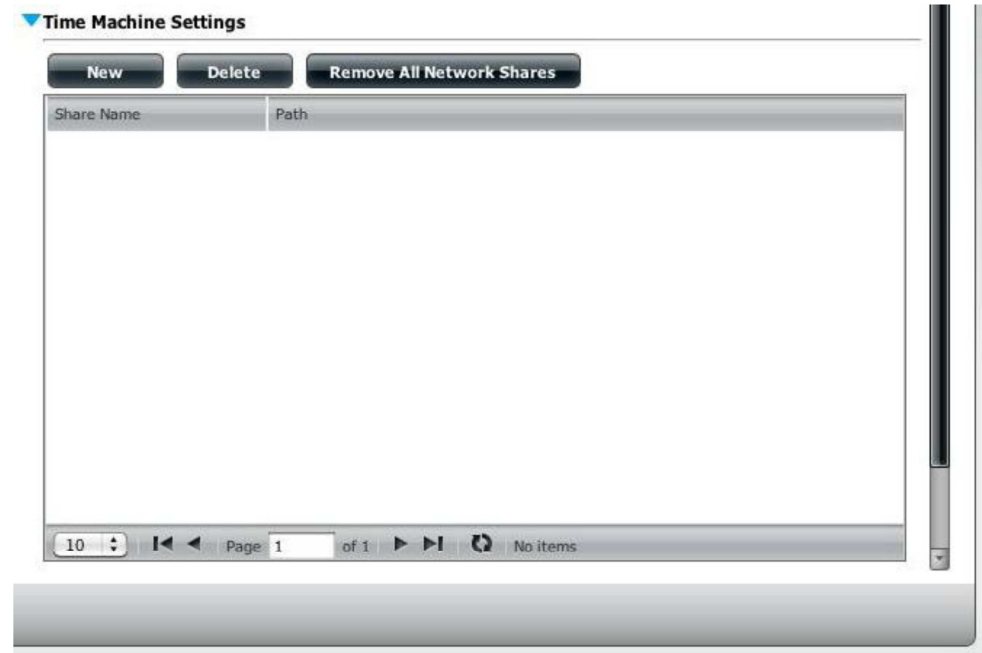 Time Machine Settings
New Delete Remove All Network Shares
Share Name Path
10 Page 1 of 1 No items